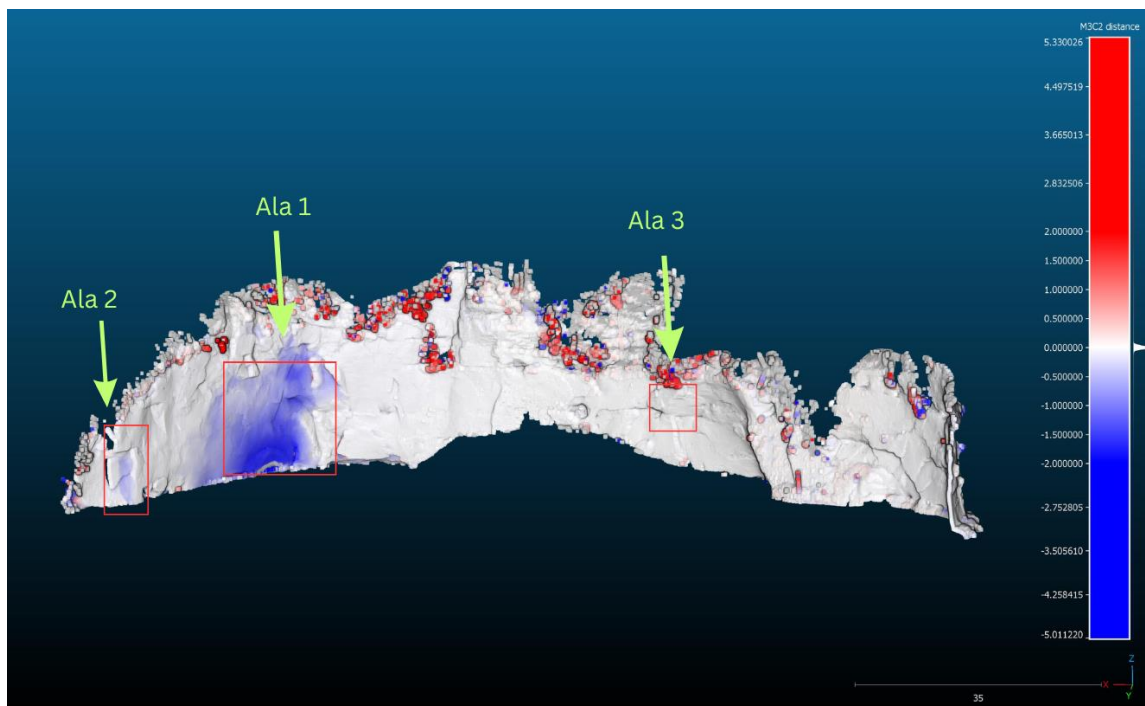 M3C2 distance
5.330026
4.497519
3.665013
2.832506
2.000000
1.500000
1.000000
0.500000
0.000000
-0.500000
-1.000000
-1.500000
-2.000000
-2.752805
-3.505610
-4.258415
-5.011220
Ala 1
Ala 3
Ala 2
Z
X
Y
35